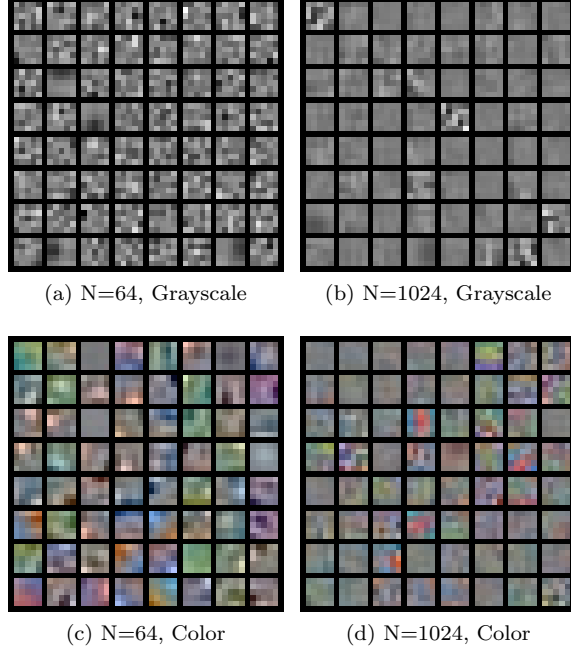 (a) N=64, Grayscale
(b) N=1024, Grayscale
(c) N=64, Color
(d) N=1024, Color